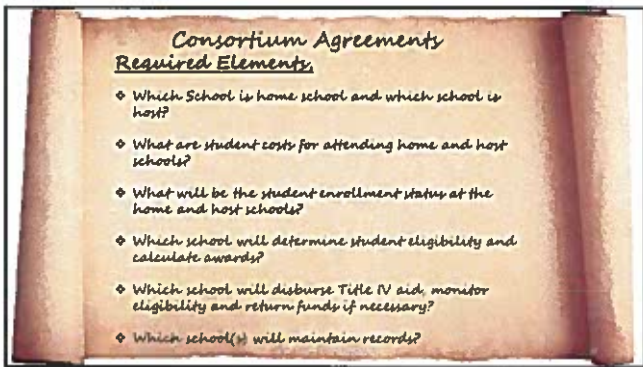 Consortium Agreements
Required Elements,
❖ Which School is home school and which school is
host?
❖ What are student costs for attending home and host
schools?
❖ What will be the student enrollment status at the
home and host schools?
❖ Which school will determine student eligibility and
calculate awards?
❖ Which school will disburse Title IV aid, monitor
eligibility and return funds if necessary?
❖ Which school(s) will maintain records?